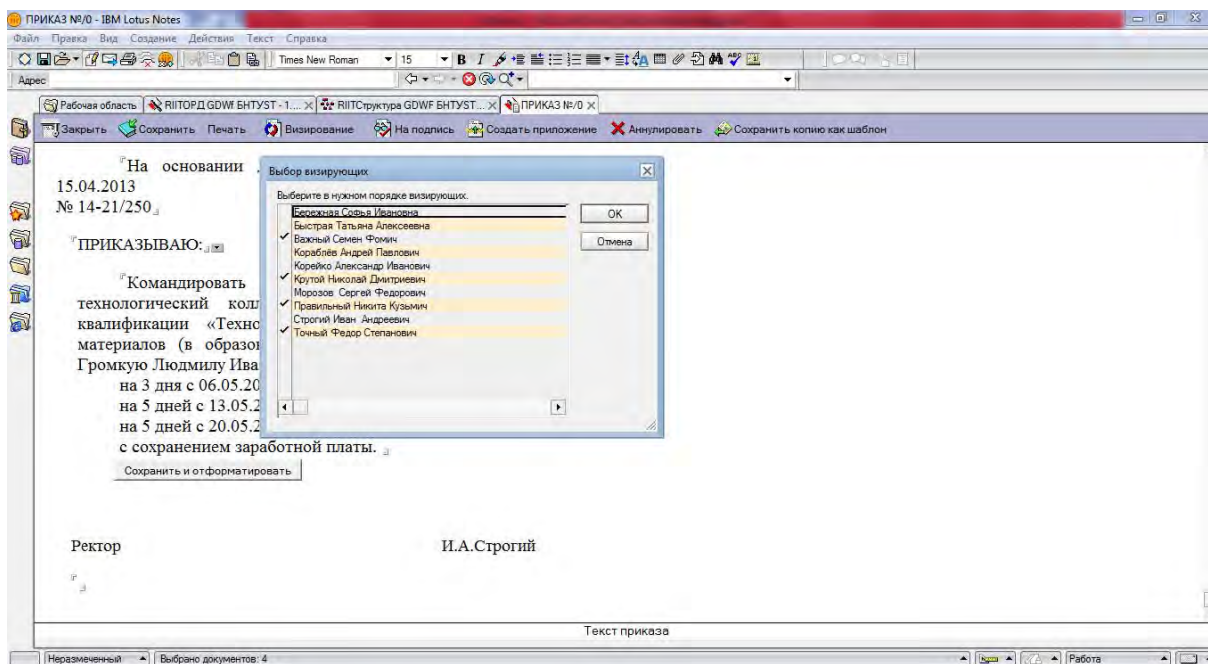 ПРИКАЗ №/0 - IBM Lotus Notes
Файл Правка Вид Создание Действия Текст Справка
Times New Roman 15 B I
Адрес
Рабочая область RIITОРД GDWF БНТУST - 1.... RIITСтруктура GDWF БНТУST... ПРИКАЗ №/0
Закрыть Сохранить Печать Визирование На подпись Создать приложение Аннулировать Сохранить копию как шаблон
На основании
15.04.2013
№ 14-21/250
ПРИКАЗЫВАЮ:
Командировать
технологический колл
квалификации «Техно
материалов (в образо
Громкую Людмилу Ива
на 3 дня с 06.05.20
на 5 дней с 13.05.2
на 5 дней с 20.05.2
с сохранением заработной платы.
Сохранить и отформатировать
Выбор визирующих
Выберите в нужном порядке визирующих.
Бережная Софья Ивановна
Быстрая Татьяна Алексеевна
Важный Семен Фомич
Кораблёв Андрей Павлович
Корейко Александр Иванович
Крутой Николай Дмитриевич
Морозов Сергей Федорович
Правильный Никита Кузьмич
Строгий Иван Андреевич
Точный Федор Степанович
OK
Отмена
Ректор И.А.Строгий
Текст приказа
Неразмеченный Выбрано документов: 4 Работа